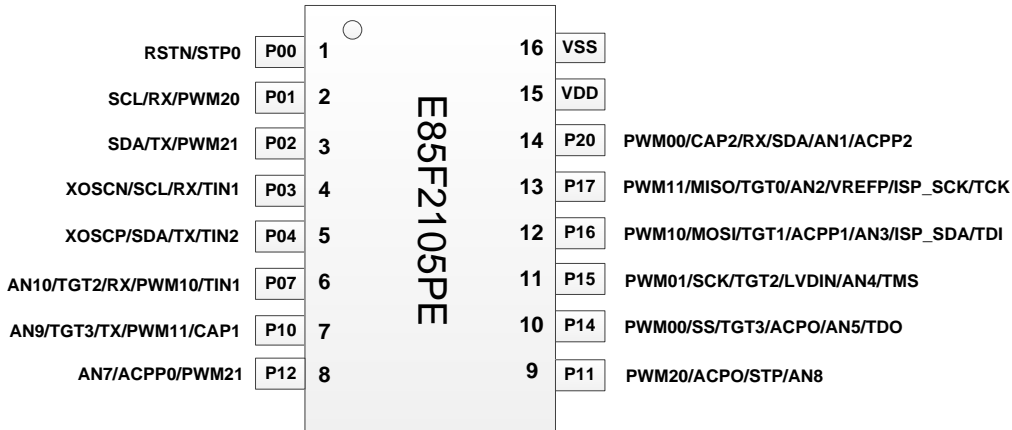 RSTN/STP0 P00 1 16 VSS
SCL/RX/PWM20 P01 2 15 VDD
SDA/TX/PWM21 P02 3 14 P20 PWM00/CAP2/RX/SDA/AN1/ACPP2
XOSCN/SCL/RX/TIN1 P03 4 13 P17 PWM11/MISO/TGT0/AN2/VREFP/ISP_SCK/TCK
XOSCP/SDA/TX/TIN2 P04 5 12 P16 PWM10/MOSI/TGT1/ACPP1/AN3/ISP_SDA/TDI
AN10/TGT2/RX/PWM10/TIN1 P07 6 11 P15 PWM01/SCK/TGT2/LVDIN/AN4/TMS
AN9/TGT3/TX/PWM11/CAP1 P10 7 10 P14 PWM00/SS/TGT3/ACPO/AN5/TDO
AN7/ACPP0/PWM21 P12 8 9 P11 PWM20/ACPO/STP/AN8
E85F2105PE